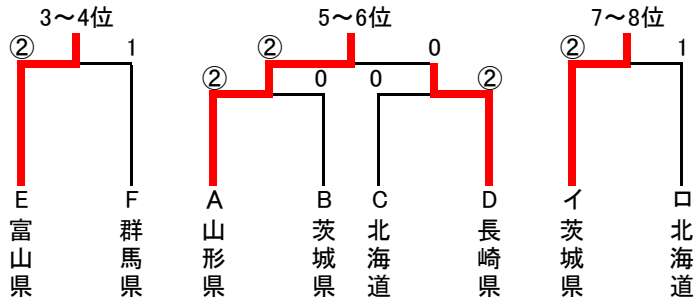 3～4位
5～6位
7～8位
② 1
② 0
② 1
② 0 0 ②
E F
A B C D
イ ロ
富山県
群馬県
山形県
茨城県
北海道
長崎県
茨城県
北海道